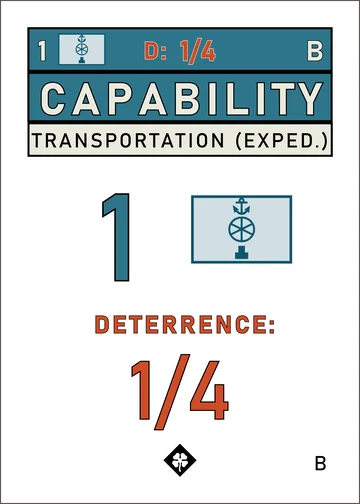 1 D: 1/4 B
CAPABILITY
TRANSPORTATION (EXPED.)
1
DETERRENCE:
1/4
B